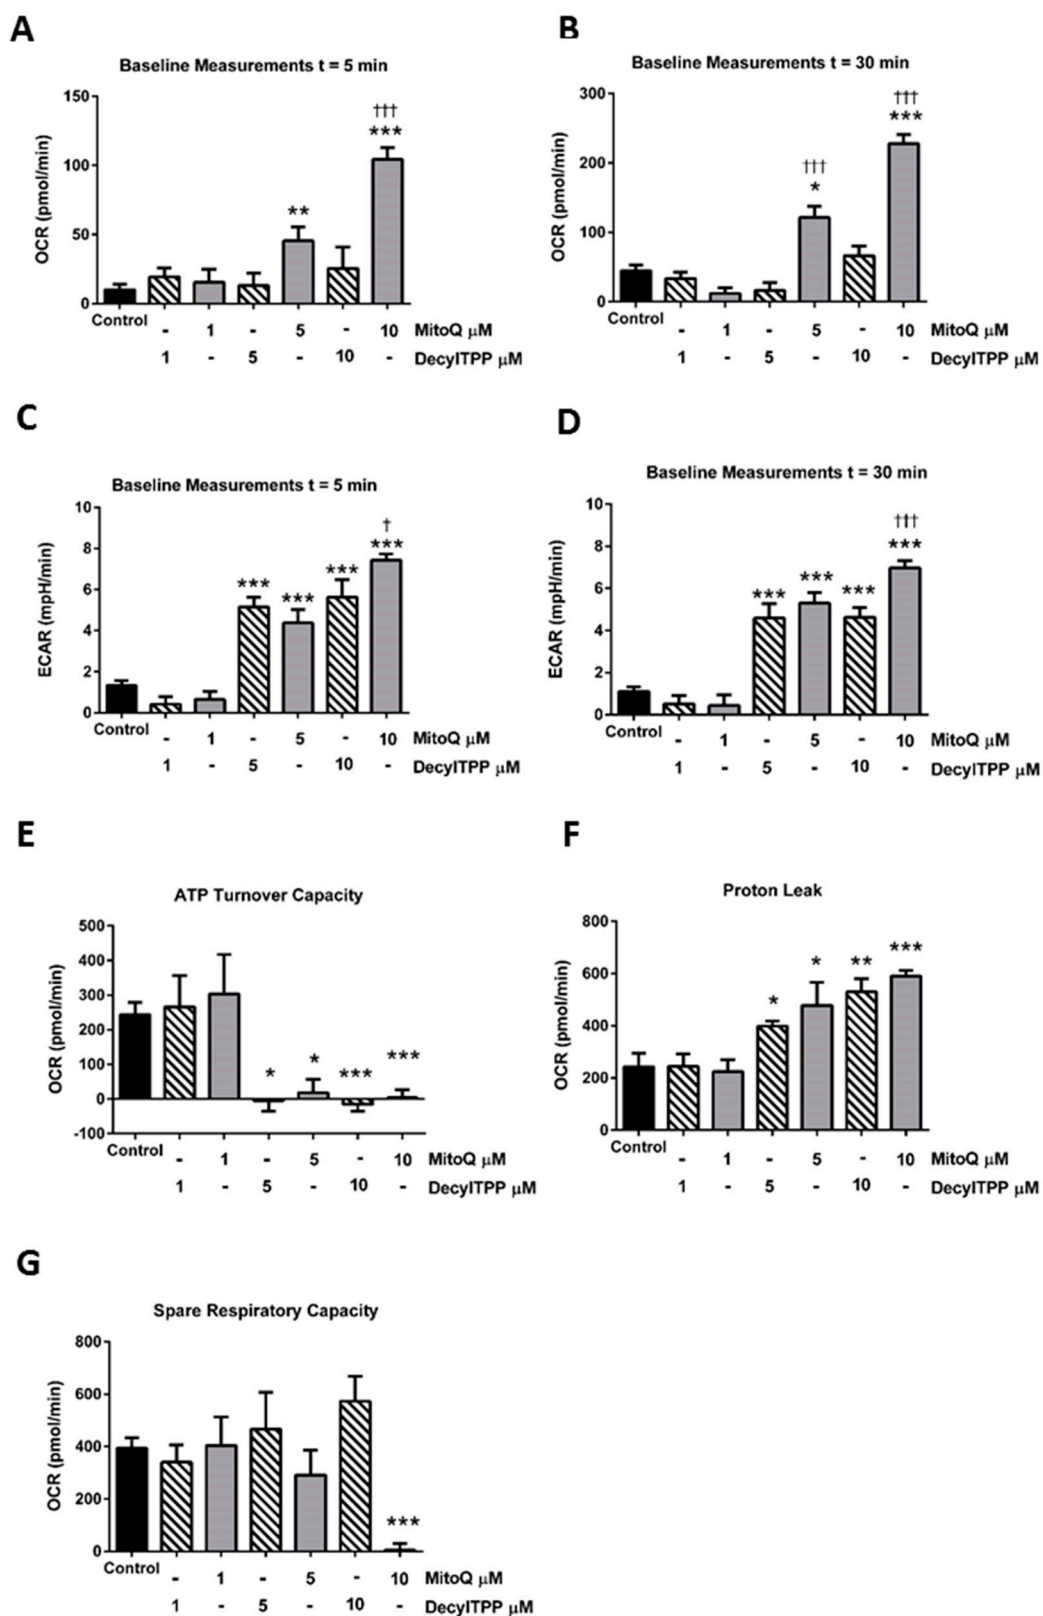 A
Baseline Measurements t = 5 min
OCR (pmol/min)
150
100
50
0
**
†††
***
Control - 1 - 5 - 10 MitoQ μM
1 - 5 - 10 - DecylTPP μM
B
Baseline Measurements t = 30 min
OCR (pmol/min)
300
200
100
0
†††
*
†††
***
Control - 1 - 5 - 10 MitoQ μM
1 - 5 - 10 - DecylTPP μM
C
Baseline Measurements t = 5 min
ECAR (mpH/min)
10
8
6
4
2
0
*** *** ***
†
***
Control - 1 - 5 - 10 MitoQ μM
1 - 5 - 10 - DecylTPP μM
D
Baseline Measurements t = 30 min
ECAR (mpH/min)
10
8
6
4
2
0
*** *** ***
†††
***
Control - 1 - 5 - 10 MitoQ μM
1 - 5 - 10 - DecylTPP μM
E
ATP Turnover Capacity
OCR (pmol/min)
500
400
300
200
100
0
-100
* * *** ***
Control - 1 - 5 - 10 MitoQ μM
1 - 5 - 10 - DecylTPP μM
F
Proton Leak
OCR (pmol/min)
800
600
400
200
0
* * ** ***
Control - 1 - 5 - 10 MitoQ μM
1 - 5 - 10 - DecylTPP μM
G
Spare Respiratory Capacity
OCR (pmol/min)
800
600
400
200
0
***
Control - 1 - 5 - 10 MitoQ μM
1 - 5 - 10 - DecylTPP μM